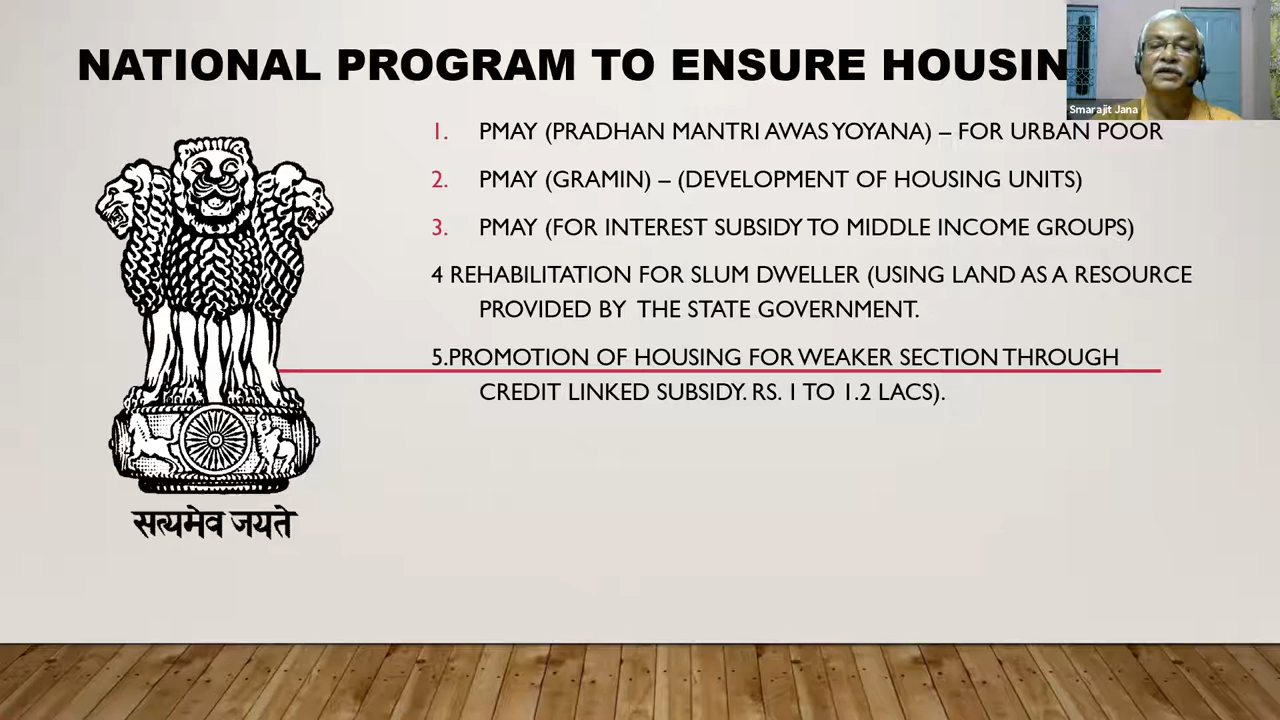 NATIONAL PROGRAM TO ENSURE HOUSIN
Smarajit Jana
1. PMAY (PRADHAN MANTRI AWAS YOYANA) – FOR URBAN POOR
2. PMAY (GRAMIN) – (DEVELOPMENT OF HOUSING UNITS)
3. PMAY (FOR INTEREST SUBSIDY TO MIDDLE INCOME GROUPS)
4 REHABILITATION FOR SLUM DWELLER (USING LAND AS A RESOURCE
PROVIDED BY THE STATE GOVERNMENT.
5.PROMOTION OF HOUSING FOR WEAKER SECTION THROUGH
CREDIT LINKED SUBSIDY. RS. 1 TO 1.2 LACS).
सत्यमेव जयते